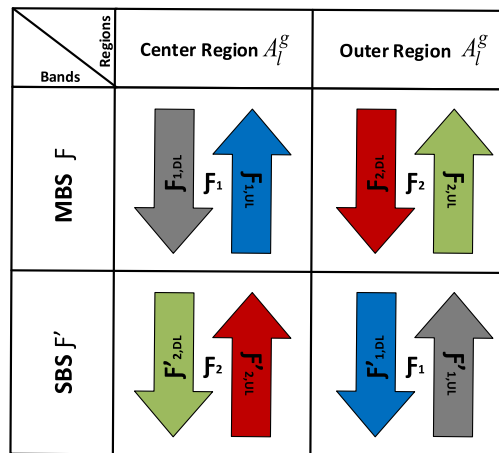 Regions
Bands
Center Region A_l^g
Outer Region A_l^g
MBS Ƒ
Ƒ1,DL
Ƒ1
Ƒ1,UL
Ƒ2,DL
Ƒ2
Ƒ2,UL
SBS Ƒ'
Ƒ'2,DL
Ƒ2
Ƒ'2,UL
Ƒ'1,DL
Ƒ1
Ƒ'1,UL